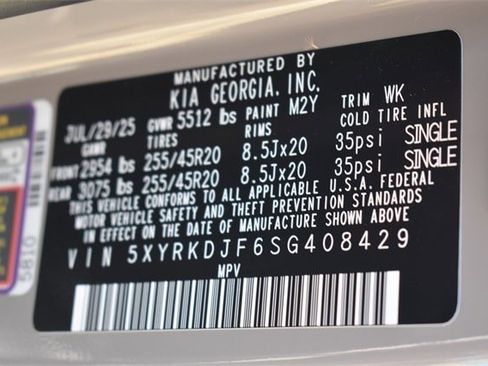 MANUFACTURED BY
KIA GEORGIA, INC.
JUL/29/25 GVWR 5512 lbs PAINT M2Y TRIM WK
GAWR TIRES RIMS COLD TIRE INFL
FRONT 2954 lbs 255/45R20 8.5Jx20 35psi SINGLE
REAR 3075 lbs 255/45R20 8.5Jx20 35psi SINGLE
THIS VEHICLE CONFORMS TO ALL APPLICABLE U.S.A. FEDERAL
MOTOR VEHICLE SAFETY AND THEFT PREVENTION STANDARDS
IN EFFECT ON THE DATE OF MANUFACTURE SHOWN ABOVE
VIN 5XYRKDJF6SG408429
MPV
5810